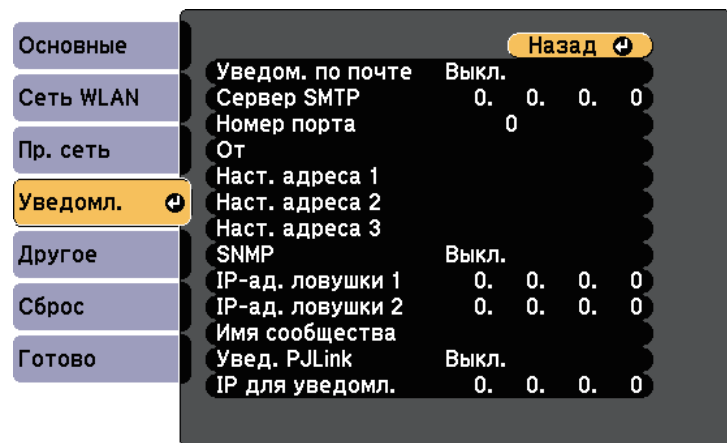 Основные
Сеть WLAN
Пр. сеть
Уведомл.
Другое
Сброс
Готово
Назад
Уведом. по почте Выкл.
Сервер SMTP 0. 0. 0. 0
Номер порта 0
От
Наст. адреса 1
Наст. адреса 2
Наст. адреса 3
SNMP Выкл.
IP-ад. ловушки 1 0. 0. 0. 0
IP-ад. ловушки 2 0. 0. 0. 0
Имя сообщества
Увед. PJLink Выкл.
IP для уведомл. 0. 0. 0. 0